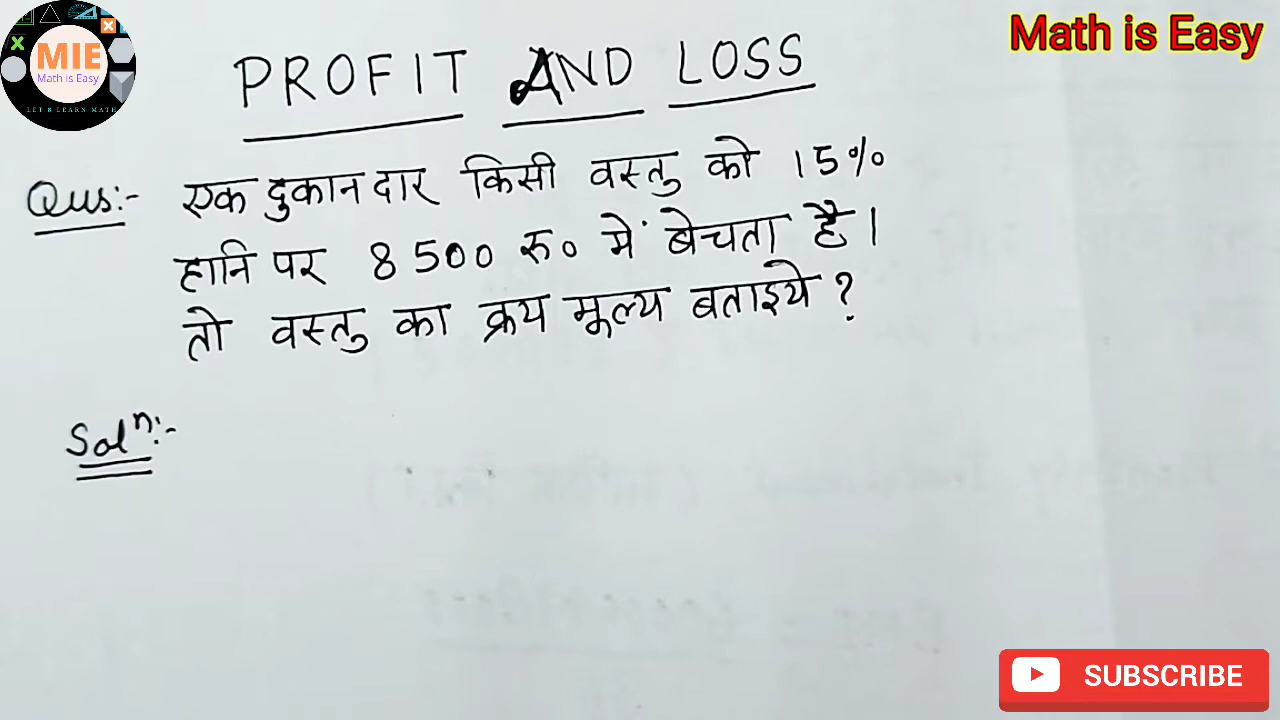 MIE
Math is Easy
LET'S LEARN MATH
Math is Easy
PROFIT AND LOSS
Qus:- एक दुकानदार किसी वस्तु को 15%
हानि पर 8500 रु० में बेचता है।
तो वस्तु का क्रय मूल्य बताइये ?
Solⁿ:-
SUBSCRIBE